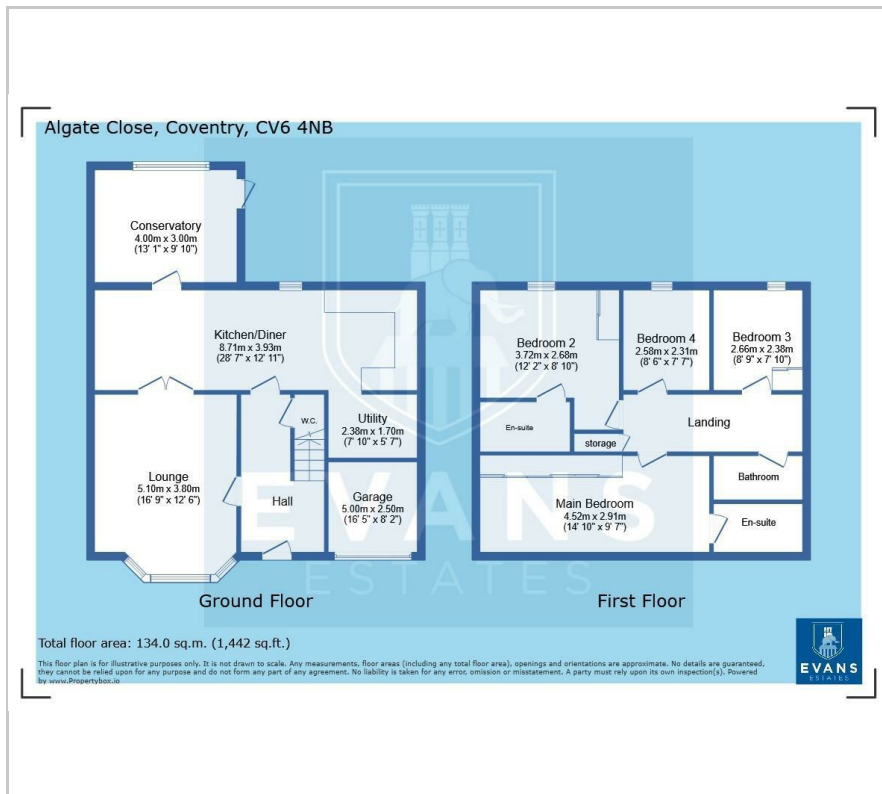 Algate Close, Coventry, CV6 4NB
Conservatory
4.00m x 3.00m
(13' 1" x 9' 10")
Kitchen/Diner
8.71m x 3.93m
(28' 7" x 12' 11")
W.C.
Utility
2.38m x 1.70m
(7' 10" x 5' 7")
Lounge
5.10m x 3.80m
(16' 9" x 12' 6")
Hall
Garage
5.00m x 2.50m
(16' 5" x 8' 2")
Ground Floor
Bedroom 2
3.72m x 2.68m
(12' 2" x 8' 10")
Bedroom 4
2.58m x 2.31m
(8' 6" x 7' 7")
Bedroom 3
2.66m x 2.38m
(8' 9" x 7' 10")
En-suite
storage
Landing
Bathroom
Main Bedroom
4.52m x 2.91m
(14' 10" x 9' 7")
En-suite
First Floor
EVANS
ESTATES
Total floor area: 134.0 sq.m. (1,442 sq.ft.)
This floor plan is for illustrative purposes only. It is not drawn to scale. Any measurements, floor areas (including any total floor area), openings and orientations are approximate. No details are guaranteed,
they cannot be relied upon for any purpose and do not form any part of any agreement. No liability is taken for any error, omission or misstatement. A party must rely upon its own inspection(s). Powered
by www.Propertybox.io
EVANS
ESTATES